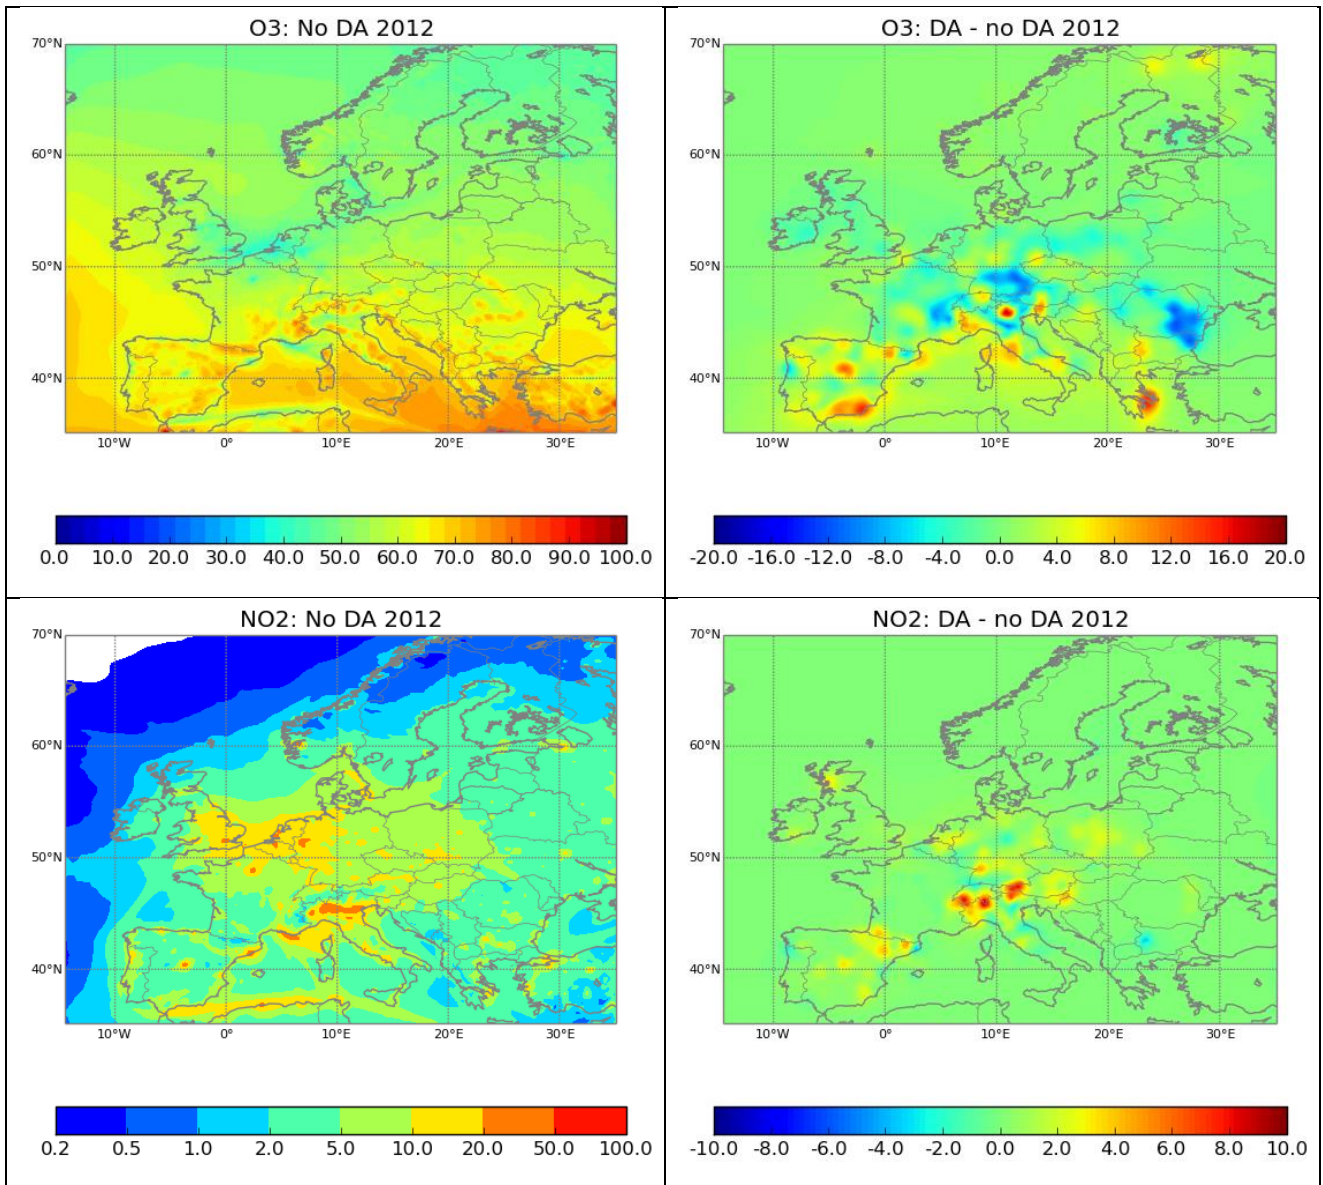 O3: No DA 2012
70°N
60°N
50°N
40°N
10°W 0° 10°E 20°E 30°E
0.0 10.0 20.0 30.0 40.0 50.0 60.0 70.0 80.0 90.0 100.0
O3: DA - no DA 2012
70°N
60°N
50°N
40°N
10°W 0° 10°E 20°E 30°E
-20.0 -16.0 -12.0 -8.0 -4.0 0.0 4.0 8.0 12.0 16.0 20.0
NO2: No DA 2012
70°N
60°N
50°N
40°N
10°W 0° 10°E 20°E 30°E
0.2 0.5 1.0 2.0 5.0 10.0 20.0 50.0 100.0
NO2: DA - no DA 2012
70°N
60°N
50°N
40°N
10°W 0° 10°E 20°E 30°E
-10.0 -8.0 -6.0 -4.0 -2.0 0.0 2.0 4.0 6.0 8.0 10.0